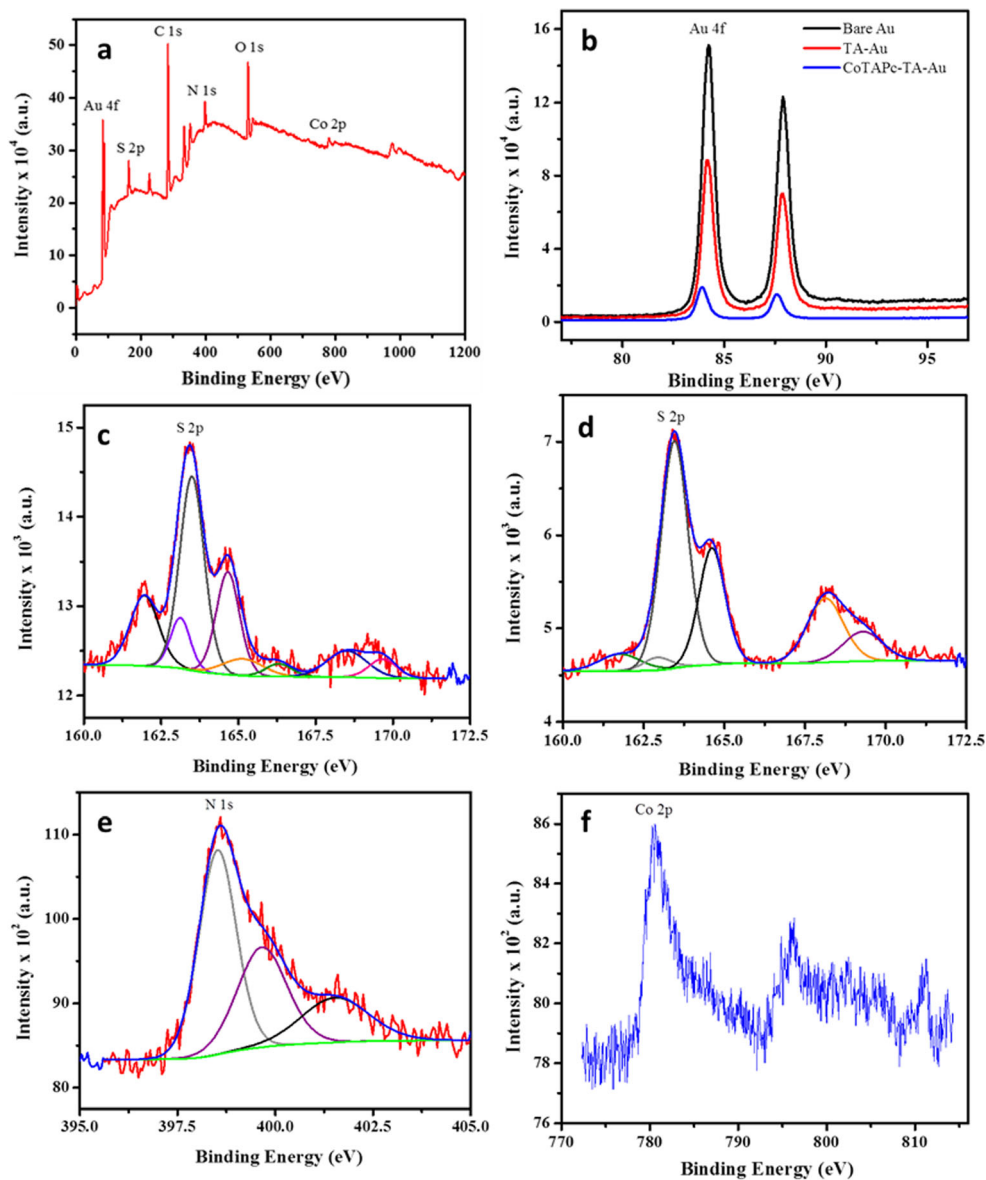 a
C 1s
O 1s
N 1s
Au 4f
S 2p
Co 2p
50
40
30
20
10
0
Intensity x 10⁴ (a.u.)
0 200 400 600 800 1000 1200
Binding Energy (eV)
b
Au 4f
Bare Au
TA-Au
CoTAPc-TA-Au
16
12
8
4
0
Intensity x 10⁴ (a.u.)
80 85 90 95
Binding Energy (eV)
c
S 2p
15
14
13
12
Intensity x 10³ (a.u.)
160.0 162.5 165.0 167.5 170.0 172.5
Binding Energy (eV)
d
S 2p
7
6
5
4
Intensity x 10³ (a.u.)
160.0 162.5 165.0 167.5 170.0 172.5
Binding Energy (eV)
e
N 1s
110
100
90
80
Intensity x 10² (a.u.)
395.0 397.5 400.0 402.5 405.0
Binding Energy (eV)
f
Co 2p
86
84
82
80
78
76
Intensity x 10² (a.u.)
770 780 790 800 810
Binding Energy (eV)